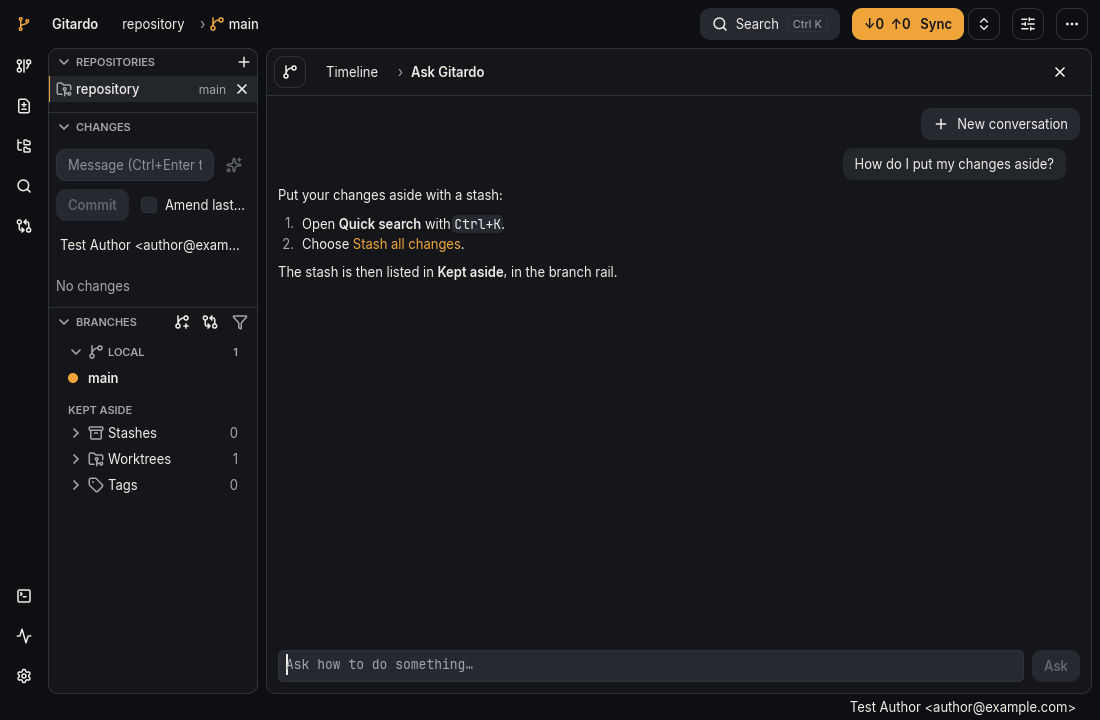 Gitardo
repository
› main
Search Ctrl K
↓0 ↑0 Sync
REPOSITORIES
repository main
CHANGES
Message (Ctrl+Enter t
Commit
Amend last...
Test Author <author@exam...
No changes
BRANCHES
LOCAL 1
main
KEPT ASIDE
Stashes 0
Worktrees 1
Tags 0
Timeline › Ask Gitardo
New conversation
How do I put my changes aside?
Put your changes aside with a stash:
1. Open Quick search with Ctrl+K.
2. Choose Stash all changes.
The stash is then listed in Kept aside, in the branch rail.
Ask how to do something…
Ask
Test Author <author@example.com>